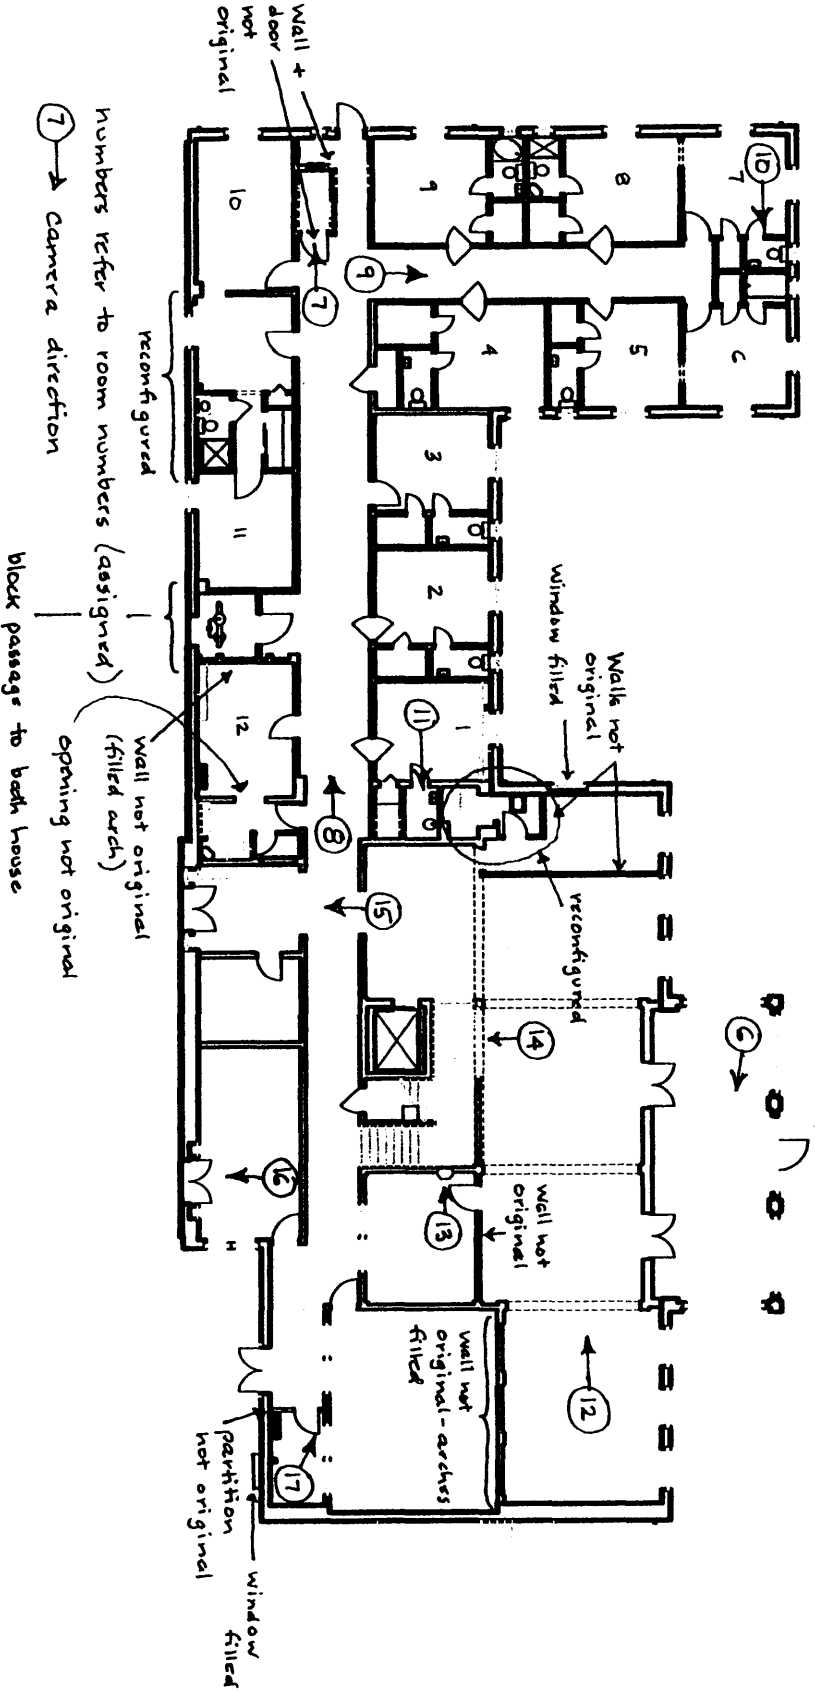 10
7
6
6
8
5
12
Walls not
original
window filled
reconfigured
14
wall not
original
4
9
3
2
1
11
13
wall not
original - arches
filled
9
15
8
7
16
17
10
11
12
wall +
door
not
original
reconfigured
wall not original
(filled arch)
partition
not original
window filled
opening not original
numbers refer to room numbers (assigned)
7 → camera direction
block passage to bath house
H